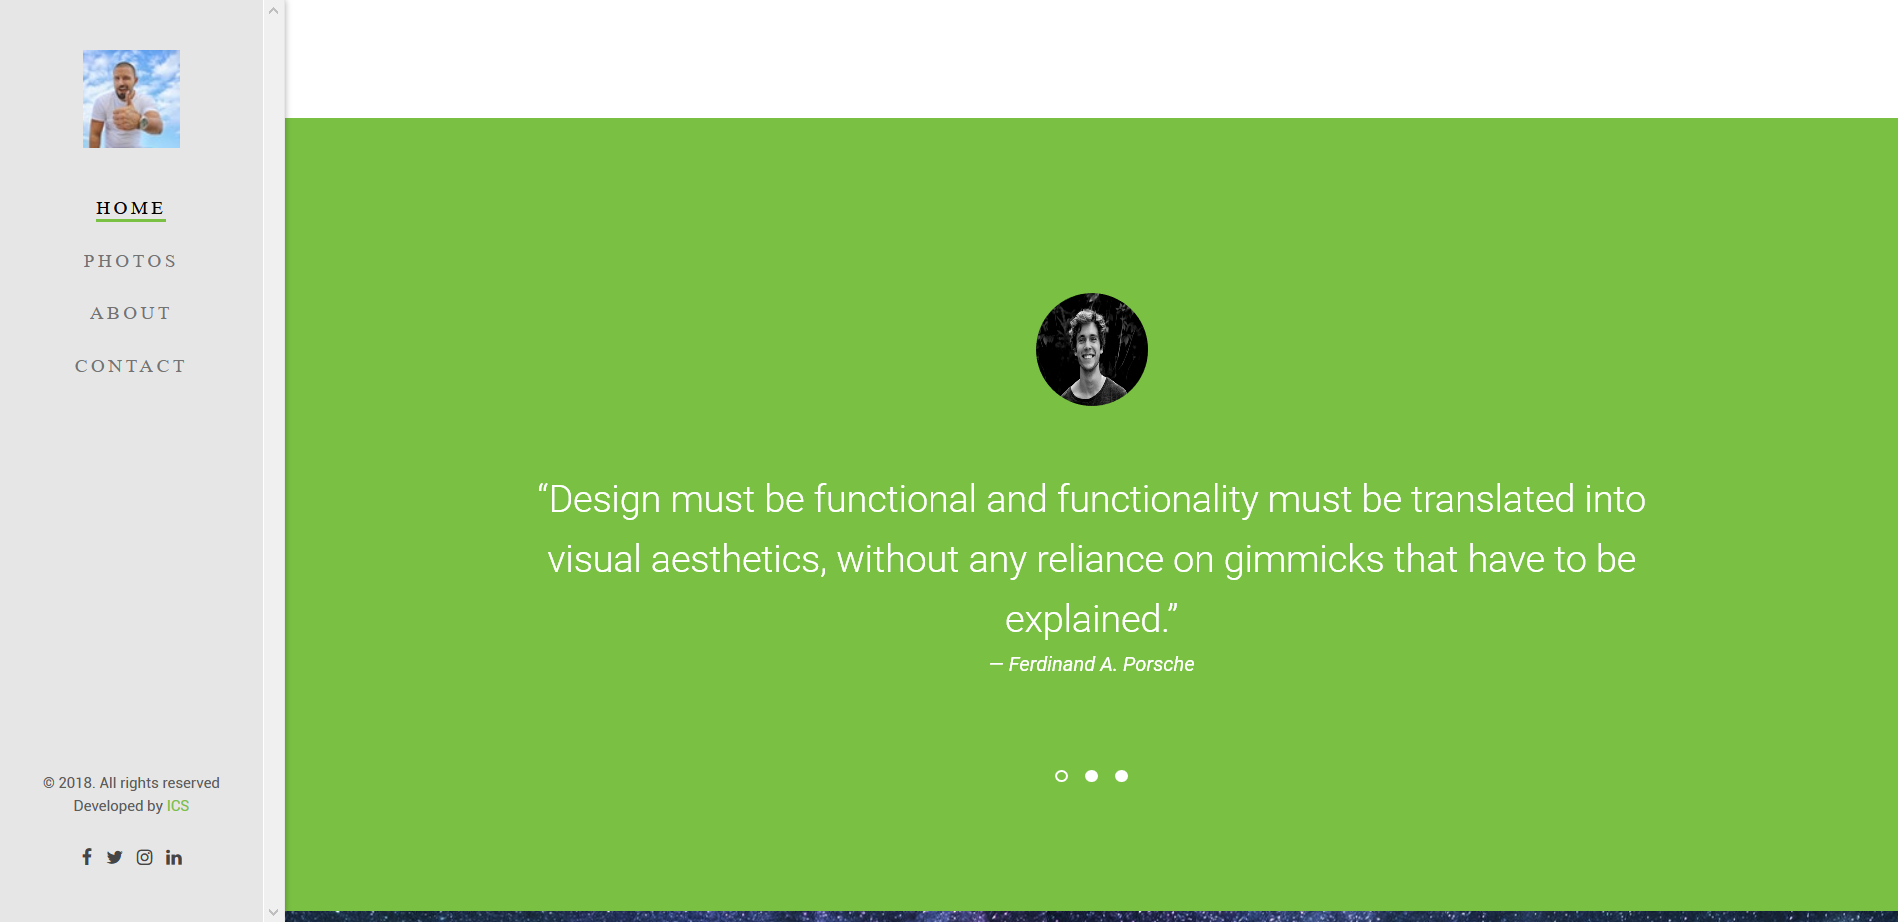 HOME
PHOTOS
ABOUT
CONTACT
© 2018. All rights reserved
Developed by ICS
“Design must be functional and functionality must be translated into
visual aesthetics, without any reliance on gimmicks that have to be
explained.”
— Ferdinand A. Porsche